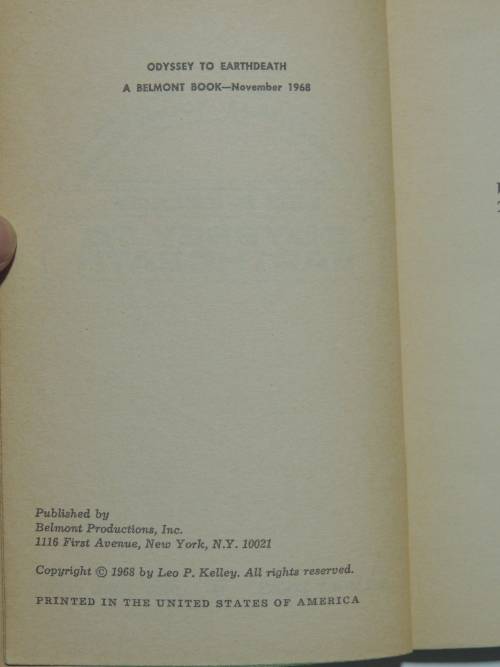 ODYSSEY TO EARTHDEATH
A BELMONT BOOK—November 1968
Published by
Belmont Productions, Inc.
1116 First Avenue, New York, N.Y. 10021
Copyright © 1968 by Leo P. Kelley. All rights reserved.
PRINTED IN THE UNITED STATES OF AMERICA